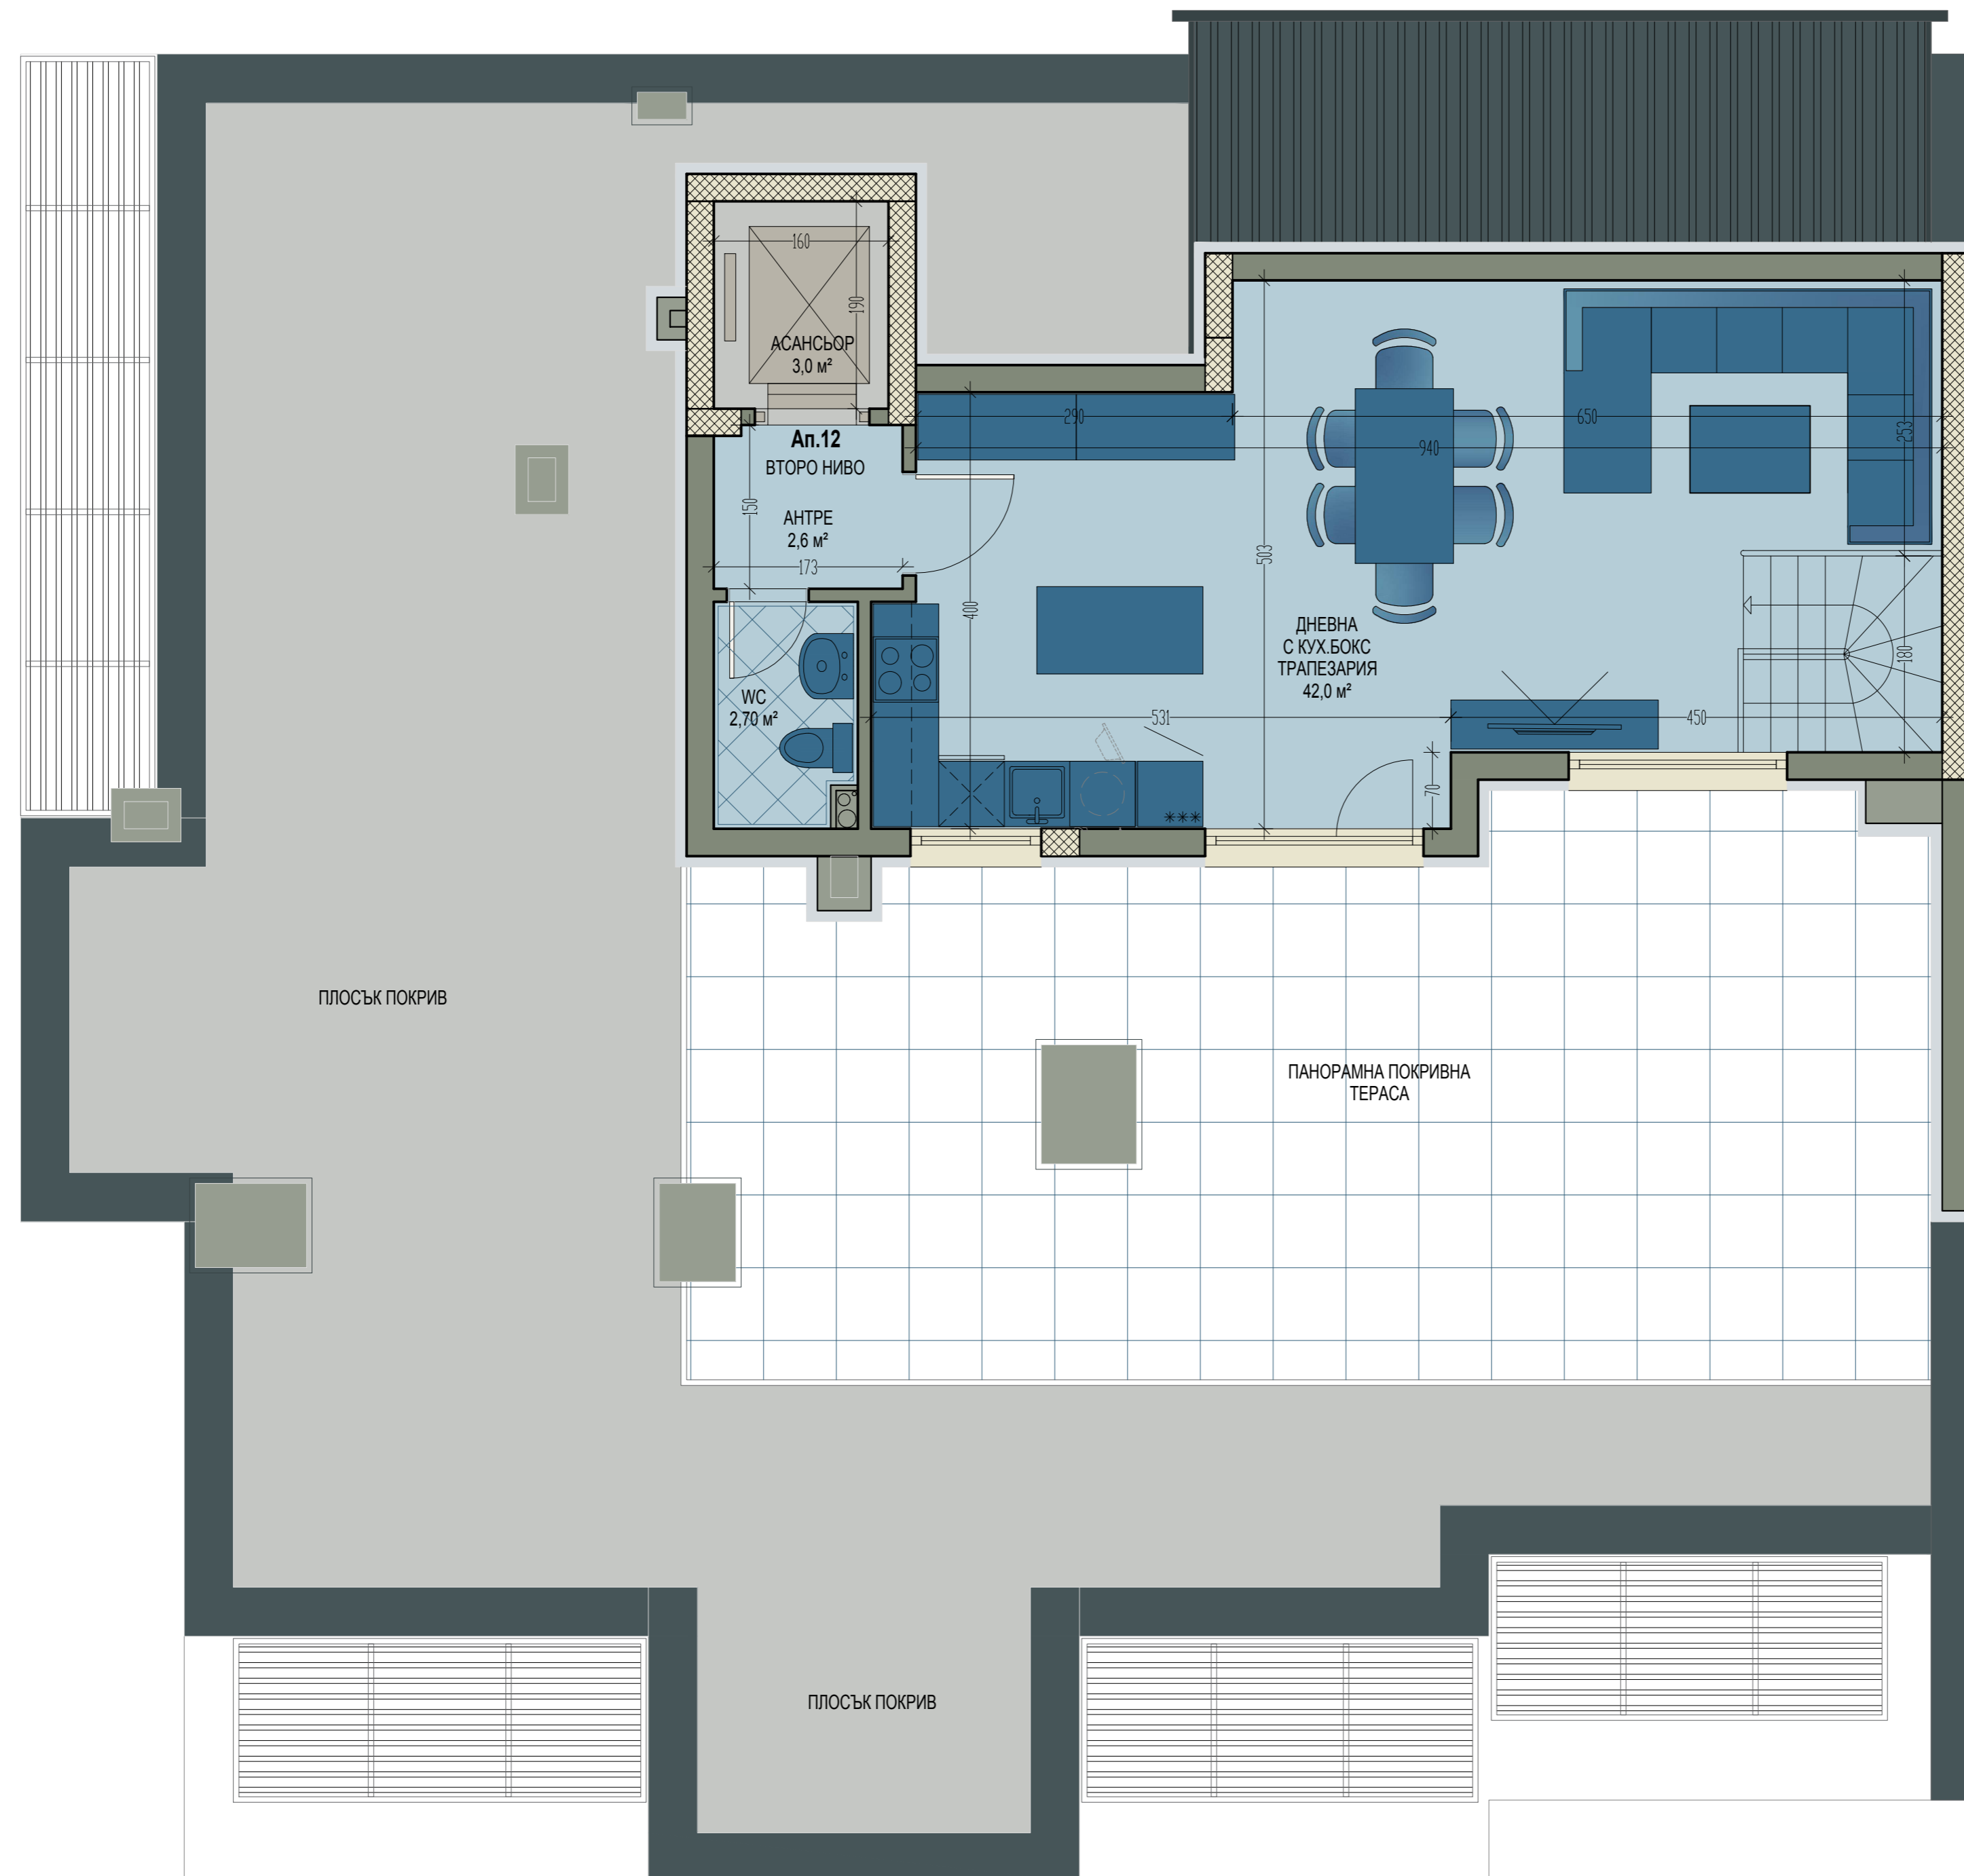 160
190
АСАНСЬОР
3,0 м²
Ап.12
ВТОРО НИВО
290
650
940
253
150
АНТРЕ
2,6 м²
173
503
400
ДНЕВНА
С КУХ.БОКС
ТРАПЕЗАРИЯ
42,0 м²
180
WC
2,70 м²
531
450
70
***
ПЛОСЪК ПОКРИВ
ПАНОРАМНА ПОКРИВНА
ТЕРАСА
ПЛОСЪК ПОКРИВ